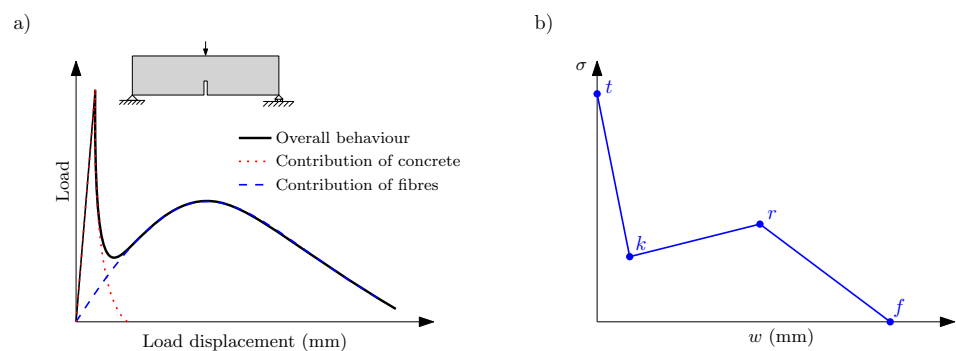 a)
Load
Overall behaviour
Contribution of concrete
Contribution of fibres
Load displacement (mm)
b)
σ
t
k
r
f
w (mm)